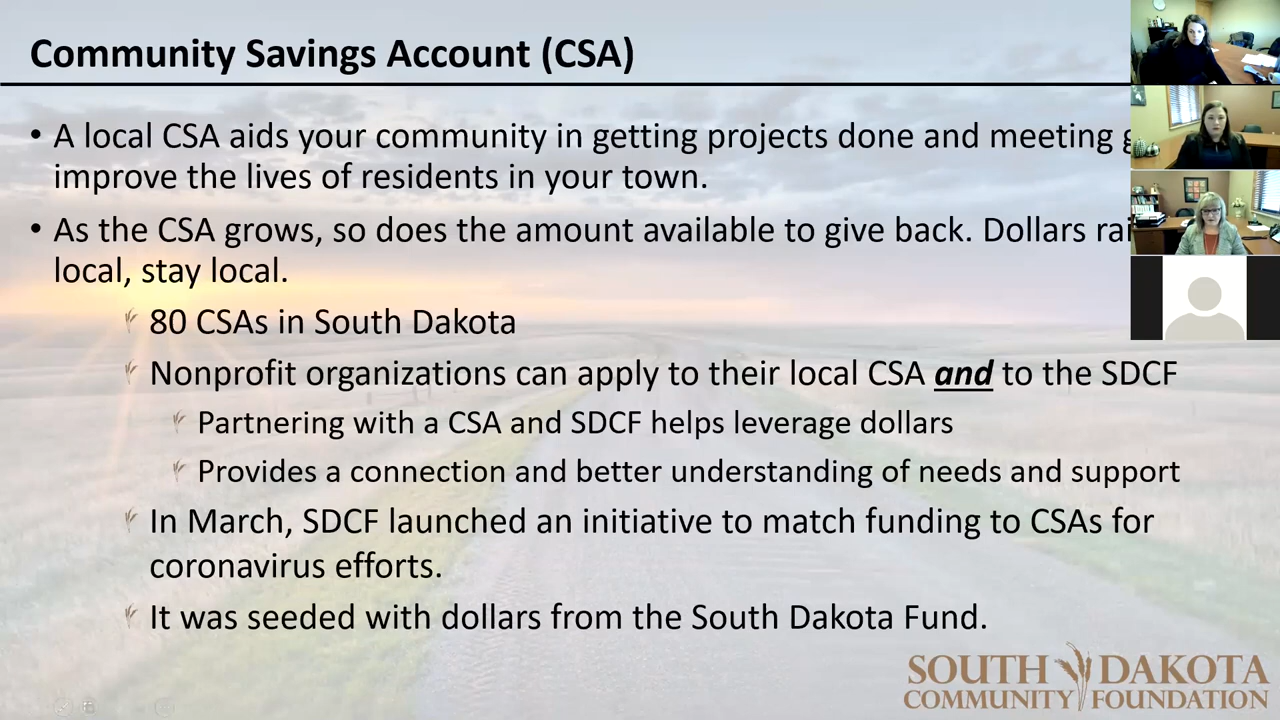 Community Savings Account (CSA)
• A local CSA aids your community in getting projects done and meeting
improve the lives of residents in your town.
• As the CSA grows, so does the amount available to give back. Dollars
local, stay local.
80 CSAs in South Dakota
Nonprofit organizations can apply to their local CSA and to the SDCF
Partnering with a CSA and SDCF helps leverage dollars
Provides a connection and better understanding of needs and support
In March, SDCF launched an initiative to match funding to CSAs for
coronavirus efforts.
It was seeded with dollars from the South Dakota Fund.
SOUTH DAKOTA
COMMUNITY FOUNDATION